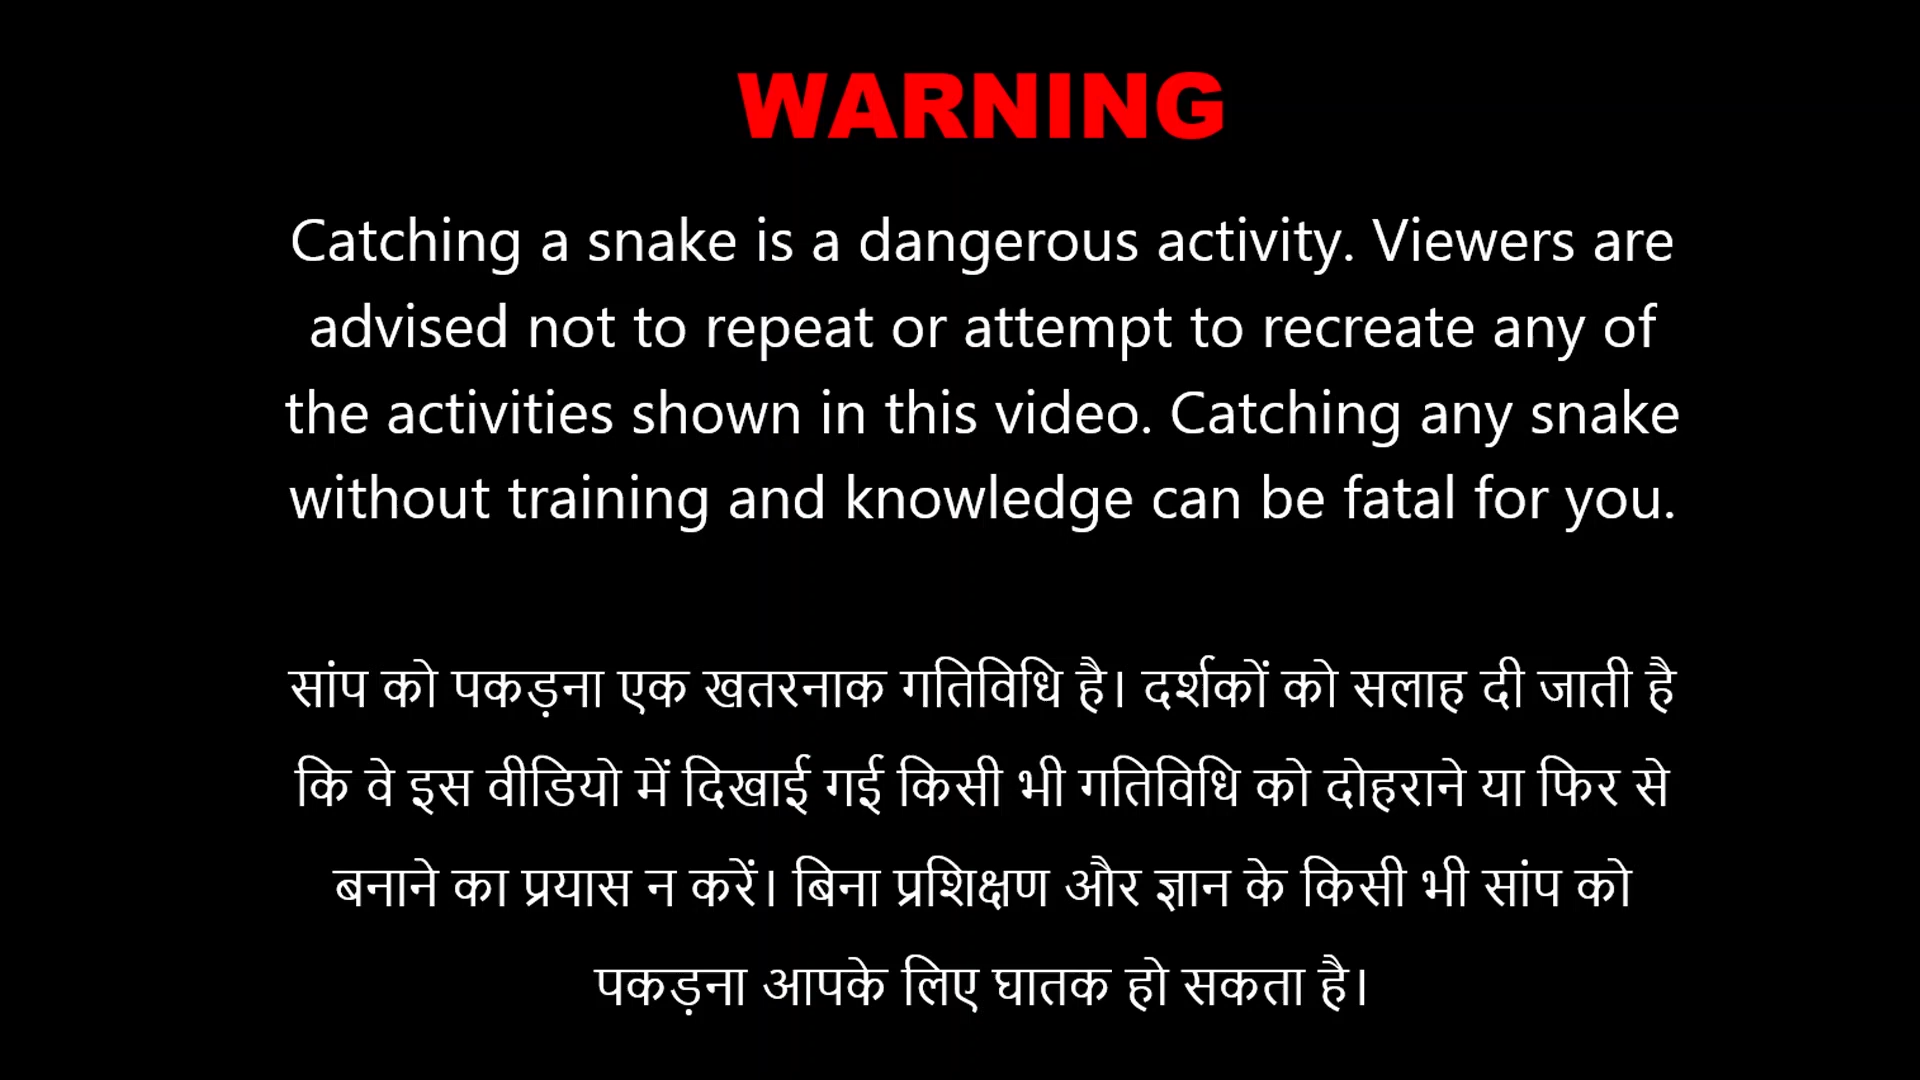 WARNING
Catching a snake is a dangerous activity. Viewers are
advised not to repeat or attempt to recreate any of
the activities shown in this video. Catching any snake
without training and knowledge can be fatal for you.
सांप को पकड़ना एक खतरनाक गतिविधि है। दर्शकों को सलाह दी जाती है
कि वे इस वीडियो में दिखाई गई किसी भी गतिविधि को दोहराने या फिर से
बनाने का प्रयास न करें। बिना प्रशिक्षण और ज्ञान के किसी भी सांप को
पकड़ना आपके लिए घातक हो सकता है।